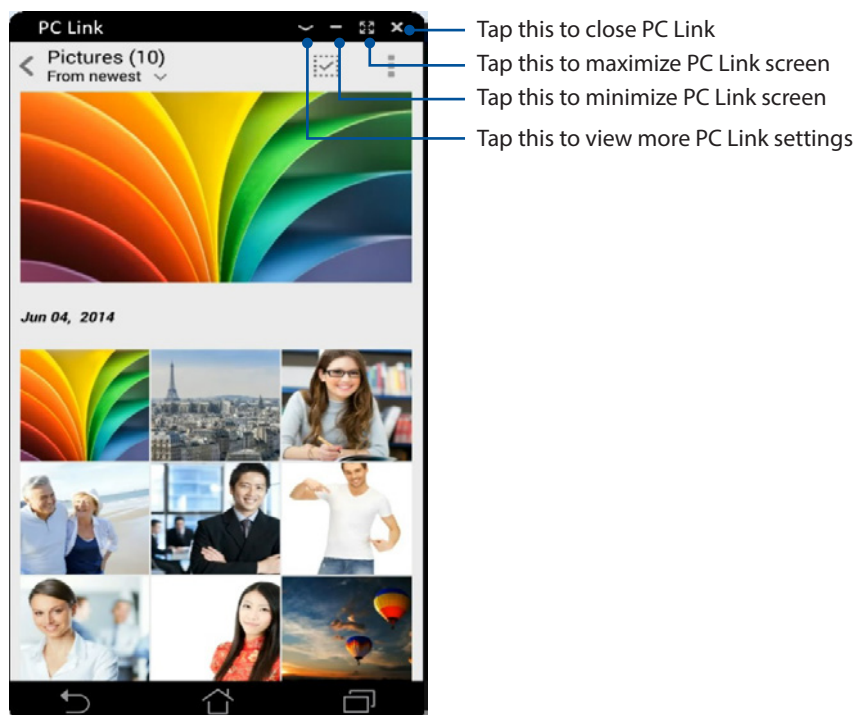 PC Link
Tap this to close PC Link
Pictures (10)
From newest
Tap this to maximize PC Link screen
Tap this to minimize PC Link screen
Tap this to view more PC Link settings
Jun 04, 2014